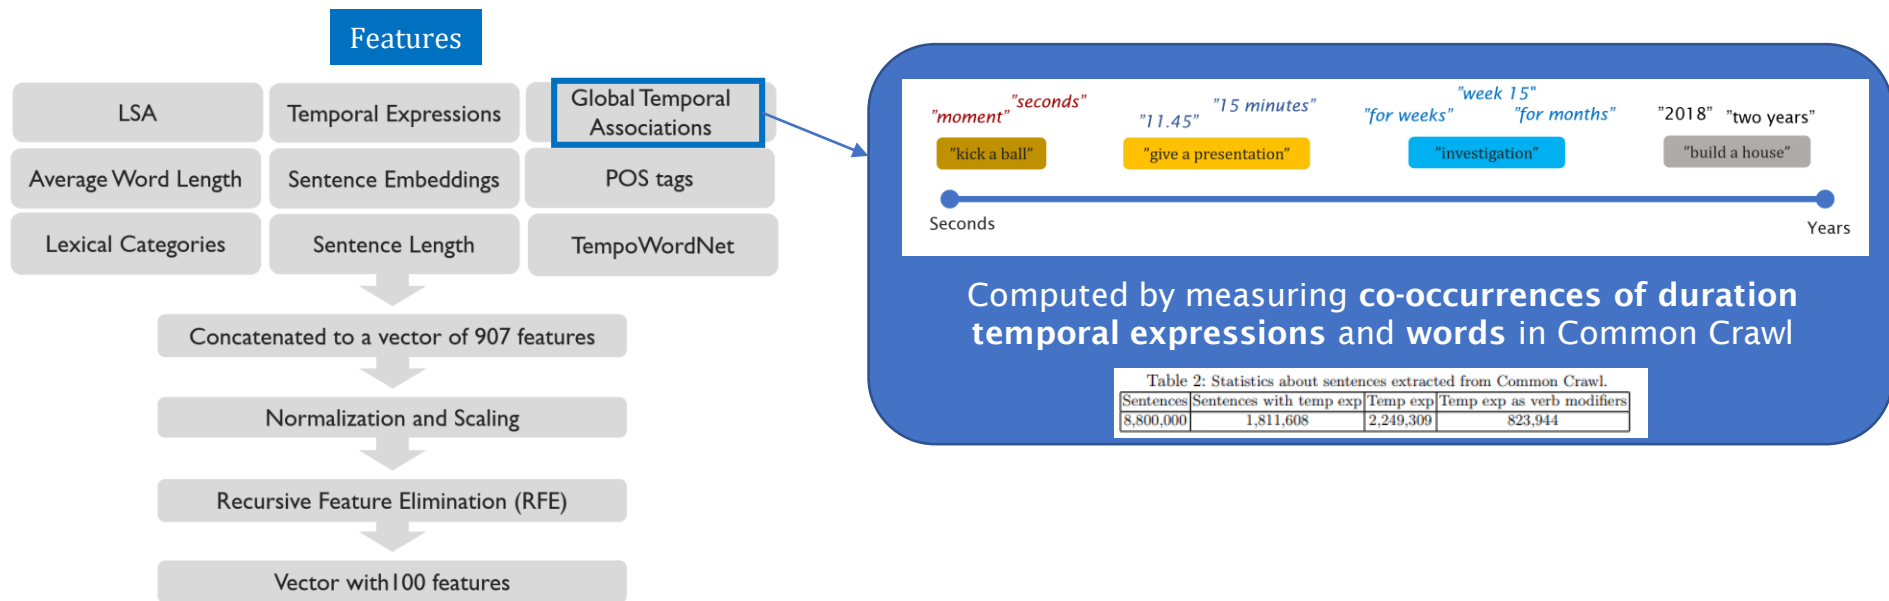 Features
LSA
Temporal Expressions
Global Temporal
Associations
Average Word Length
Sentence Embeddings
POS tags
Lexical Categories
Sentence Length
TempoWordNet
Concatenated to a vector of 907 features
Normalization and Scaling
Recursive Feature Elimination (RFE)
Vector with100 features
"moment"
"seconds"
"11.45"
"15 minutes"
"for weeks"
"week 15"
"for months"
"2018"
"two years"
"kick a ball"
"give a presentation"
"investigation"
"build a house"
Seconds
Years
Computed by measuring co-occurrences of duration
temporal expressions and words in Common Crawl
Table 2: Statistics about sentences extracted from Common Crawl.
Sentences Sentences with temp exp Temp exp Temp exp as verb modifiers
8,800,000 1,811,608 2,249,309 823,944